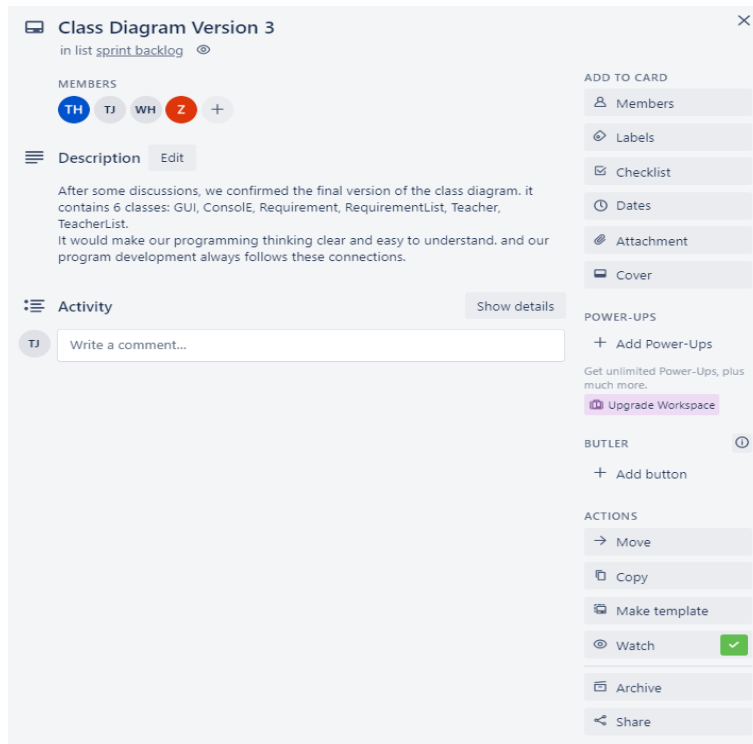 Class Diagram Version 3
in list sprint backlog
MEMBERS
TH TJ WH Z
Description Edit
After some discussions, we confirmed the final version of the class diagram. it
contains 6 classes: GUI, ConsolE, Requirement, RequirementList, Teacher,
TeacherList.
It would make our programming thinking clear and easy to understand. and our
program development always follows these connections.
Activity Show details
TJ Write a comment...
ADD TO CARD
Members
Labels
Checklist
Dates
Attachment
Cover
POWER-UPS
+ Add Power-Ups
Get unlimited Power-Ups, plus
much more.
Upgrade Workspace
BUTLER
+ Add button
ACTIONS
Move
Copy
Make template
Watch
Archive
Share